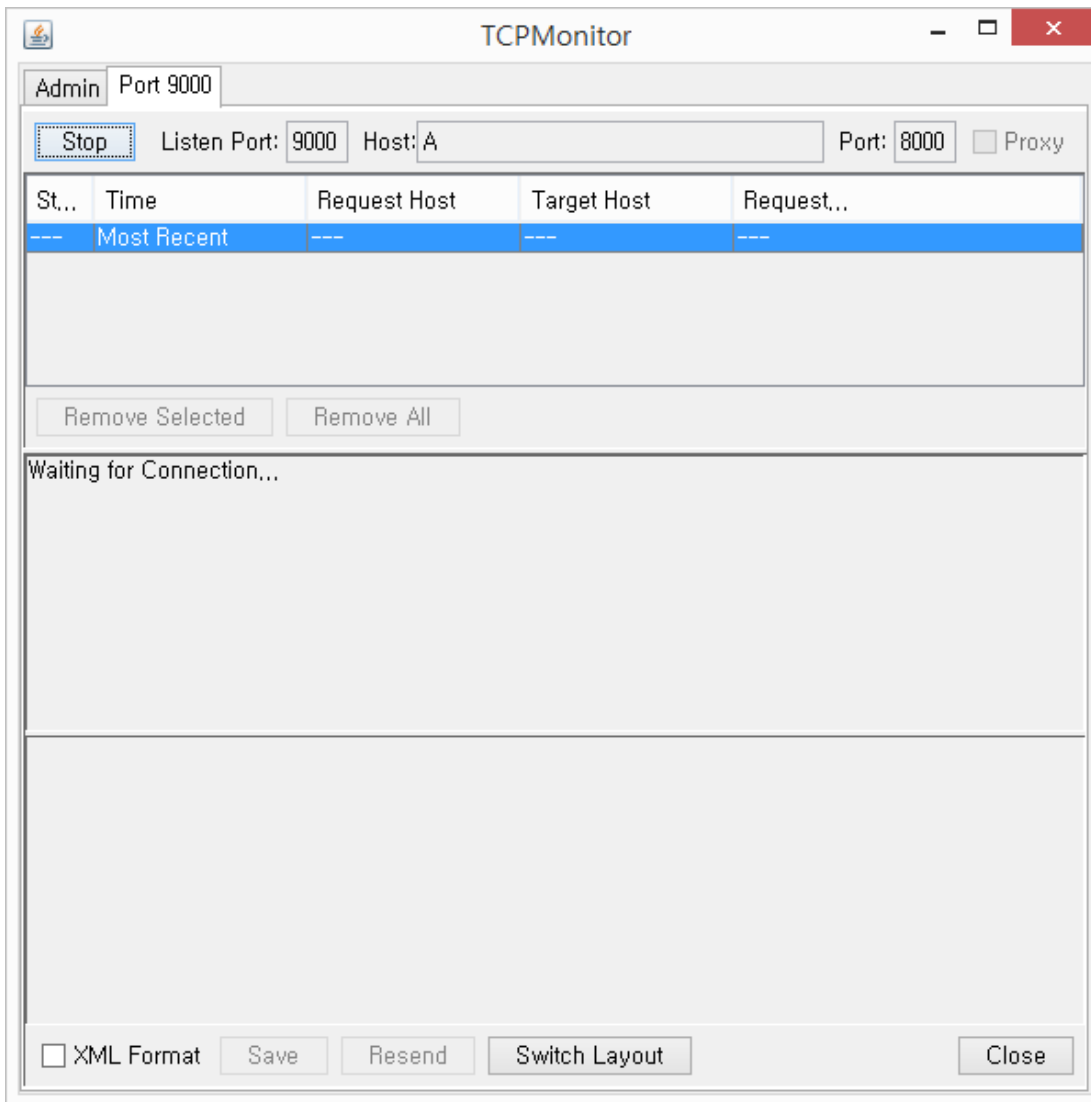 TCPMonitor
Admin Port 9000
Stop Listen Port: 9000 Host: A Port: 8000 Proxy
St... Time Request Host Target Host Request...
--- Most Recent --- --- ---
Remove Selected Remove All
Waiting for Connection...
XML Format Save Resend Switch Layout Close